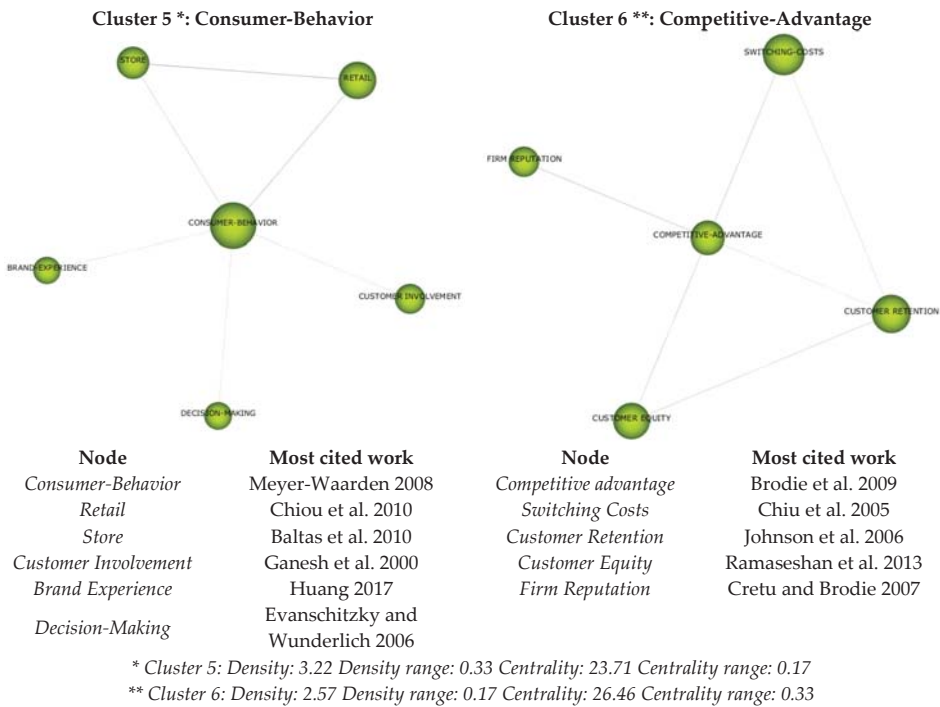 Cluster 5 *: Consumer-Behavior
Cluster 6 **: Competitive-Advantage
STORE
RETAIL
CONSUMER-BEHAVIOR
BRAND-EXPERIENCE
CUSTOMER INVOLVEMENT
DECISION-MAKING
SWITCHING-COSTS
FIRM REPUTATION
COMPETITIVE-ADVANTAGE
CUSTOMER RETENTION
CUSTOMER EQUITY
Node Most cited work Node Most cited work
Consumer-Behavior Meyer-Waarden 2008 Competitive advantage Brodie et al. 2009
Retail Chiou et al. 2010 Switching Costs Chiu et al. 2005
Store Baltas et al. 2010 Customer Retention Johnson et al. 2006
Customer Involvement Ganesh et al. 2000 Customer Equity Ramaseshan et al. 2013
Brand Experience Huang 2017 Firm Reputation Cretu and Brodie 2007
Decision-Making Evanschitzky and
Wunderlich 2006
* Cluster 5: Density: 3.22 Density range: 0.33 Centrality: 23.71 Centrality range: 0.17
** Cluster 6: Density: 2.57 Density range: 0.17 Centrality: 26.46 Centrality range: 0.33